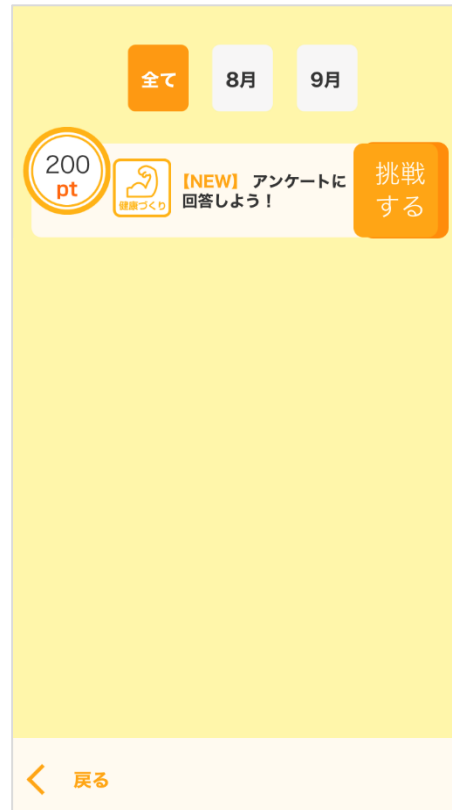 全て
8月
9月
200
pt
健康づくり
【NEW】 アンケートに
回答しよう！
挑戦
する
戻る